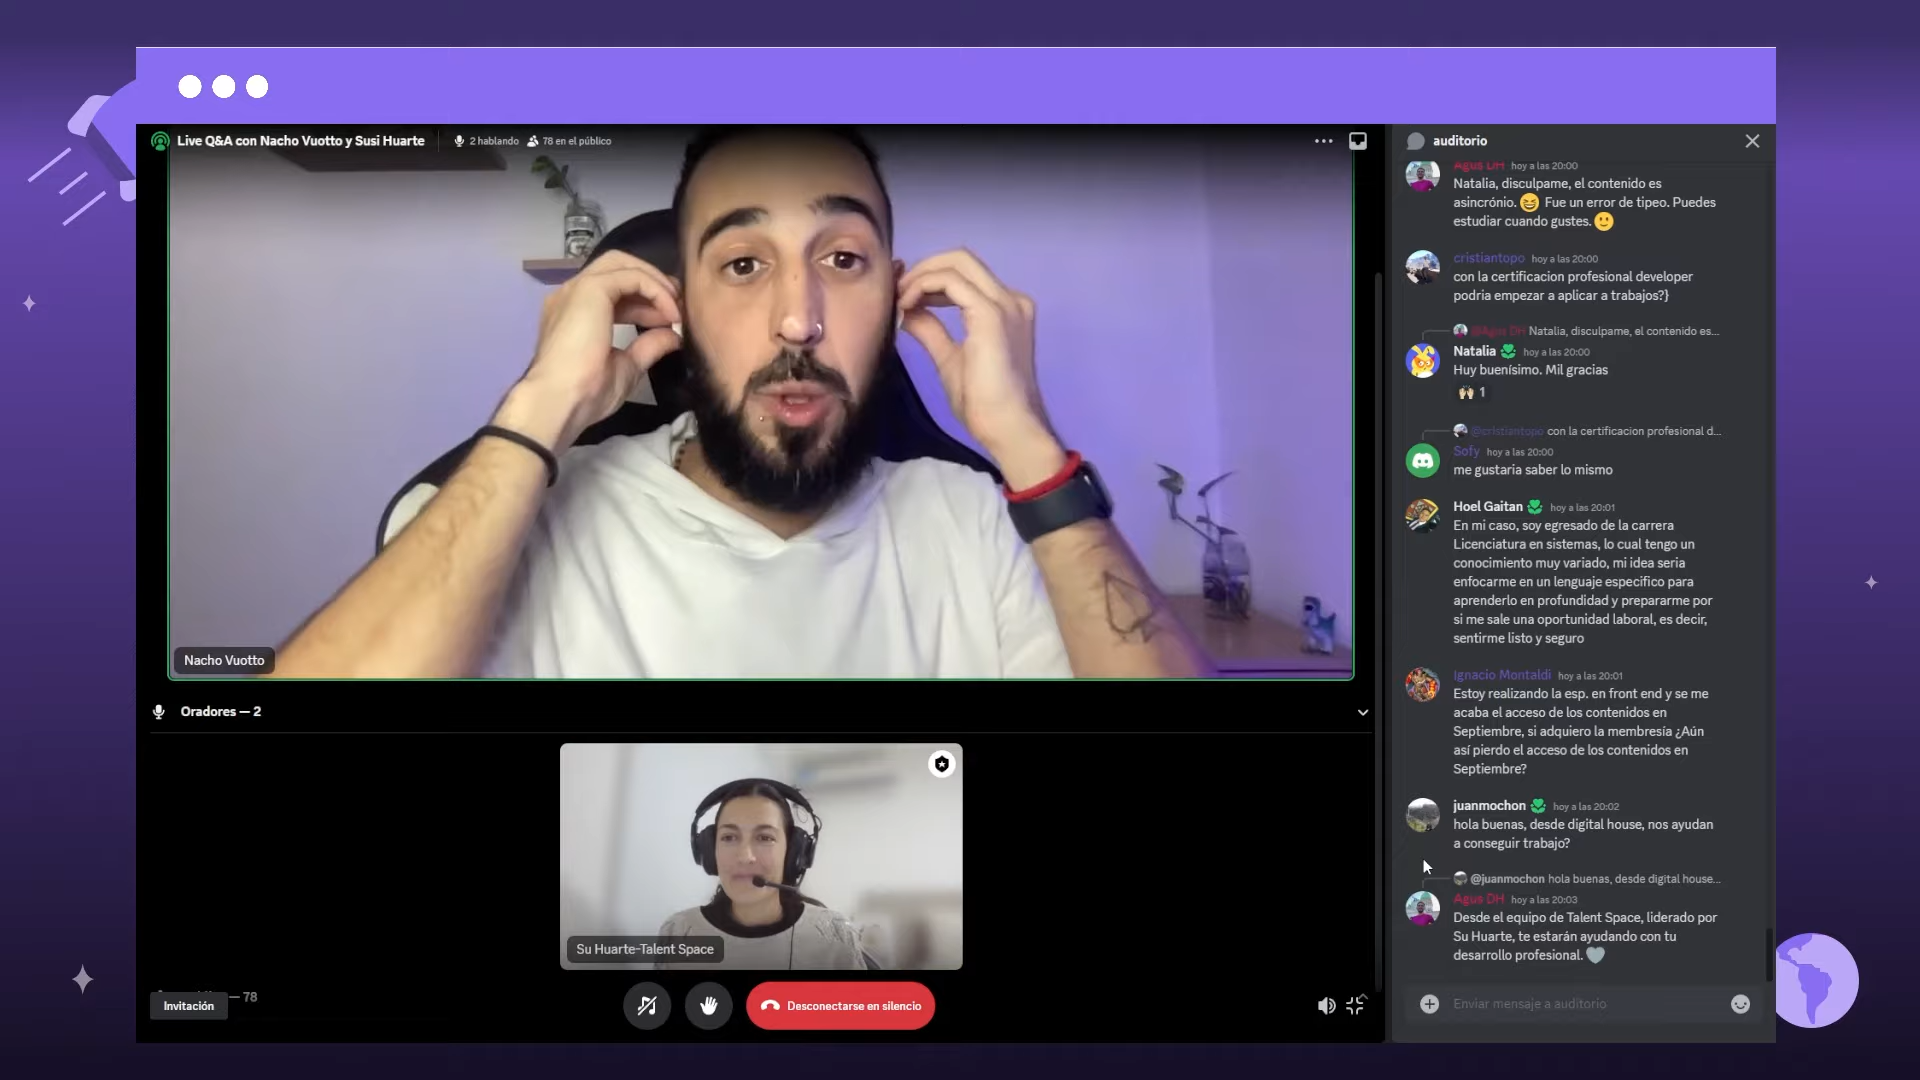 Live Q&A con Nacho Vuotto y Susi Huarte
2 hablando
78 en el público
Nacho Vuotto
Oradores — 2
Su Huarte-Talent Space
— 78
Invitación
Desconectarse en silencio
auditorio
Agus DH hoy a las 20:00
Natalia, disculpame, el contenido es
asincrónio. 😆 Fue un error de tipeo. Puedes
estudiar cuando gustes. 🙂
cristiantopo hoy a las 20:00
con la certificacion profesional developer
podria empezar a aplicar a trabajos?}
@Agus DH Natalia, disculpame, el contenido es...
Natalia hoy a las 20:00
Huy buenísimo. Mil gracias
🙌 1
@cristiantopo con la certificacion profesional d...
Sofy hoy a las 20:00
me gustaria saber lo mismo
Hoel Gaitan hoy a las 20:01
En mi caso, soy egresado de la carrera
Licenciatura en sistemas, lo cual tengo un
conocimiento muy variado, mi idea seria
enfocarme en un lenguaje especifico para
aprenderlo en profundidad y prepararme por
si me sale una oportunidad laboral, es decir,
sentirme listo y seguro
Ignacio Montaldi hoy a las 20:01
Estoy realizando la esp. en front end y se me
acaba el acceso de los contenidos en
Septiembre, si adquiero la membresía ¿Aún
así pierdo el acceso de los contenidos en
Septiembre?
juanmochon hoy a las 20:02
hola buenas, desde digital house, nos ayudan
a conseguir trabajo?
@juanmochon hola buenas, desde digital house...
Agus DH hoy a las 20:03
Desde el equipo de Talent Space, liderado por
Su Huarte, te estarán ayudando con tu
desarrollo profesional. 🩶
Enviar mensaje a auditorio